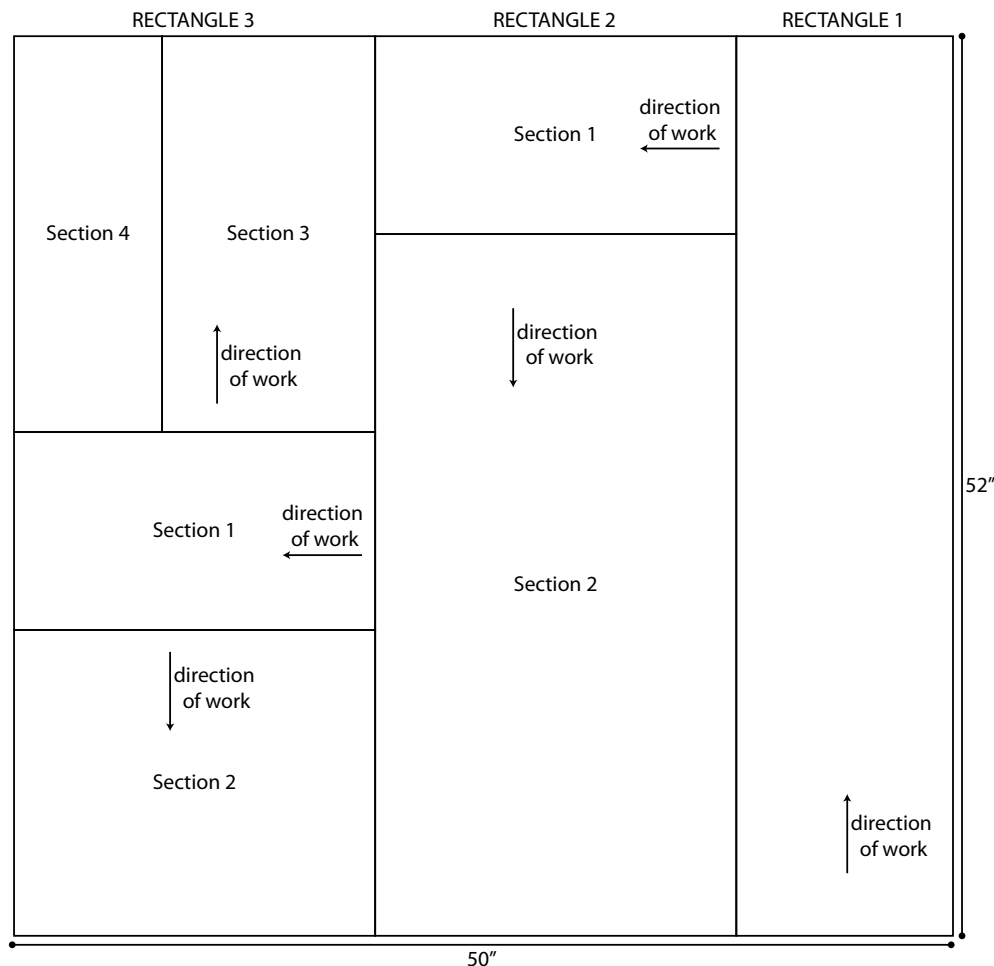 RECTANGLE 3
RECTANGLE 2
RECTANGLE 1
Section 4
Section 3
direction
of work
Section 1
direction
of work
direction
of work
Section 2
Section 1
direction
of work
direction
of work
Section 2
direction
of work
52”
50”